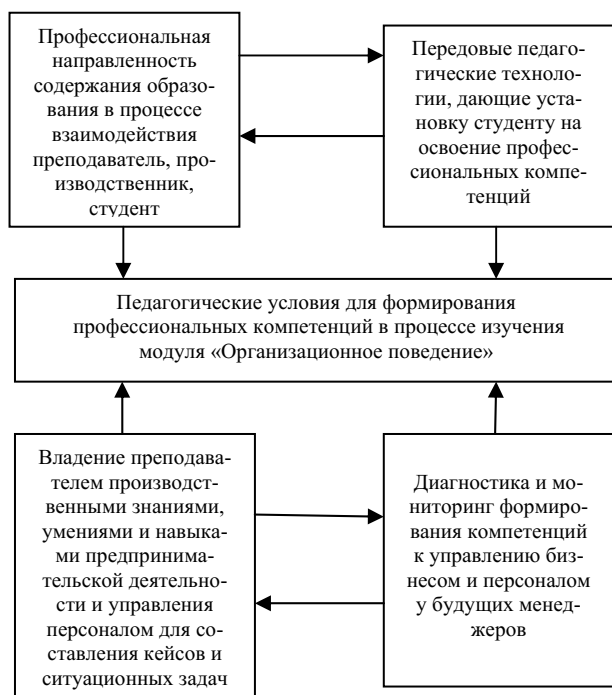 Профессиональная
направленность
содержания образо-
вания в процессе
взаимодействия
преподаватель, про-
изводственник,
студент
Передовые педаго-
гические техноло-
гии, дающие уста-
новку студенту на
освоение профес-
сиональных компе-
тенций
Педагогические условия для формирования
профессиональных компетенций в процессе изучения
модуля «Организационное поведение»
Владение преподава-
телем производст-
венными знаниями,
умениями и навыка-
ми предпринима-
тельской деятельно-
сти и управления
персоналом для со-
ставления кейсов и
ситуационных задач
Диагностика и мо-
ниторинг формиро-
вания компетенций
к управлению биз-
несом и персоналом
у будущих менед-
жеров